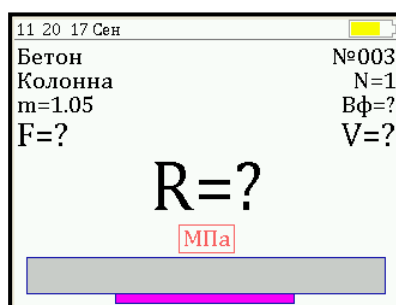 11 20 17 Сен
Бетон №003
Колонна N=1
m=1.05 Вф=?
F=? V=?
R=?
МПа